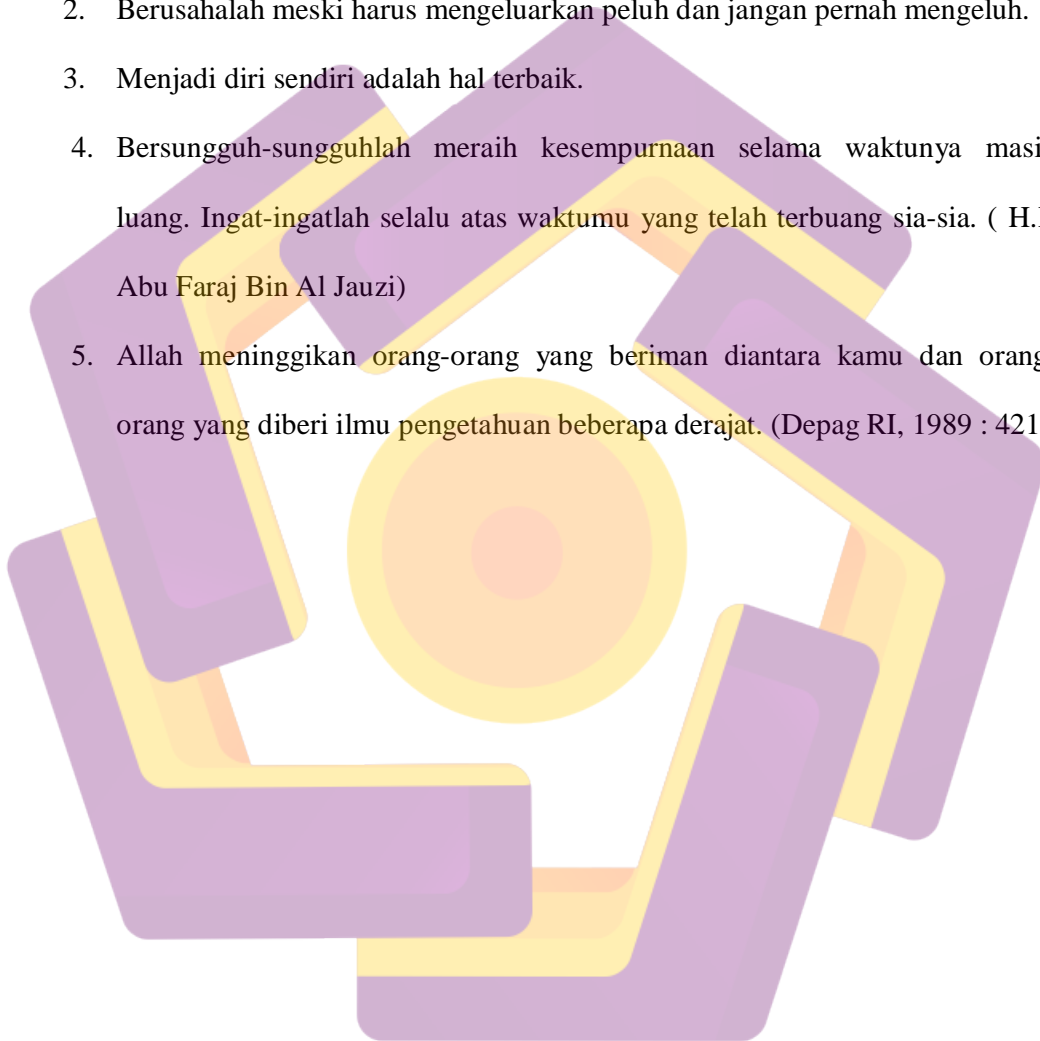 2. Berusahalah meski harus mengeluarkan peluh dan jangan pernah mengeluh.
3. Menjadi diri sendiri adalah hal terbaik.
4. Bersungguh-sungguhlah meraih kesempurnaan selama waktunya
luang. Ingat-ingatlah selalu atas waktumu yang telah terbuang sia-sia. ( H.
Abu Faraj Bin Al Jauzi)
5. Allah meninggikan orang-orang yang beriman diantara kamu dan orang
orang yang diberi ilmu pengetahuan beberapa derajat. (Depag RI, 1989 : 421